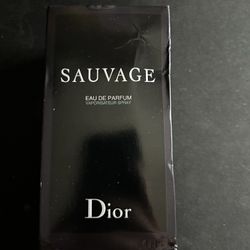 SAUVAGE
EAU DE PARFUM
VAPORISATEUR SPRAY
Dior